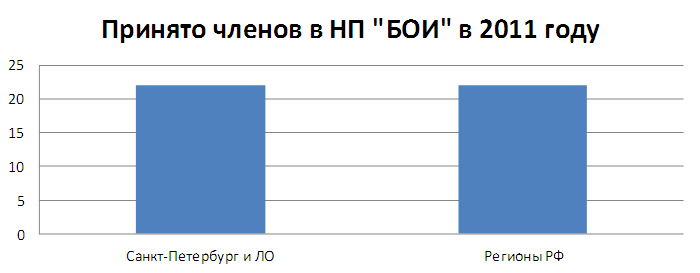 Принято членов в НП "БОИ" в 2011 году
25
20
15
10
5
0
Санкт-Петербург и ЛО
Регионы РФ